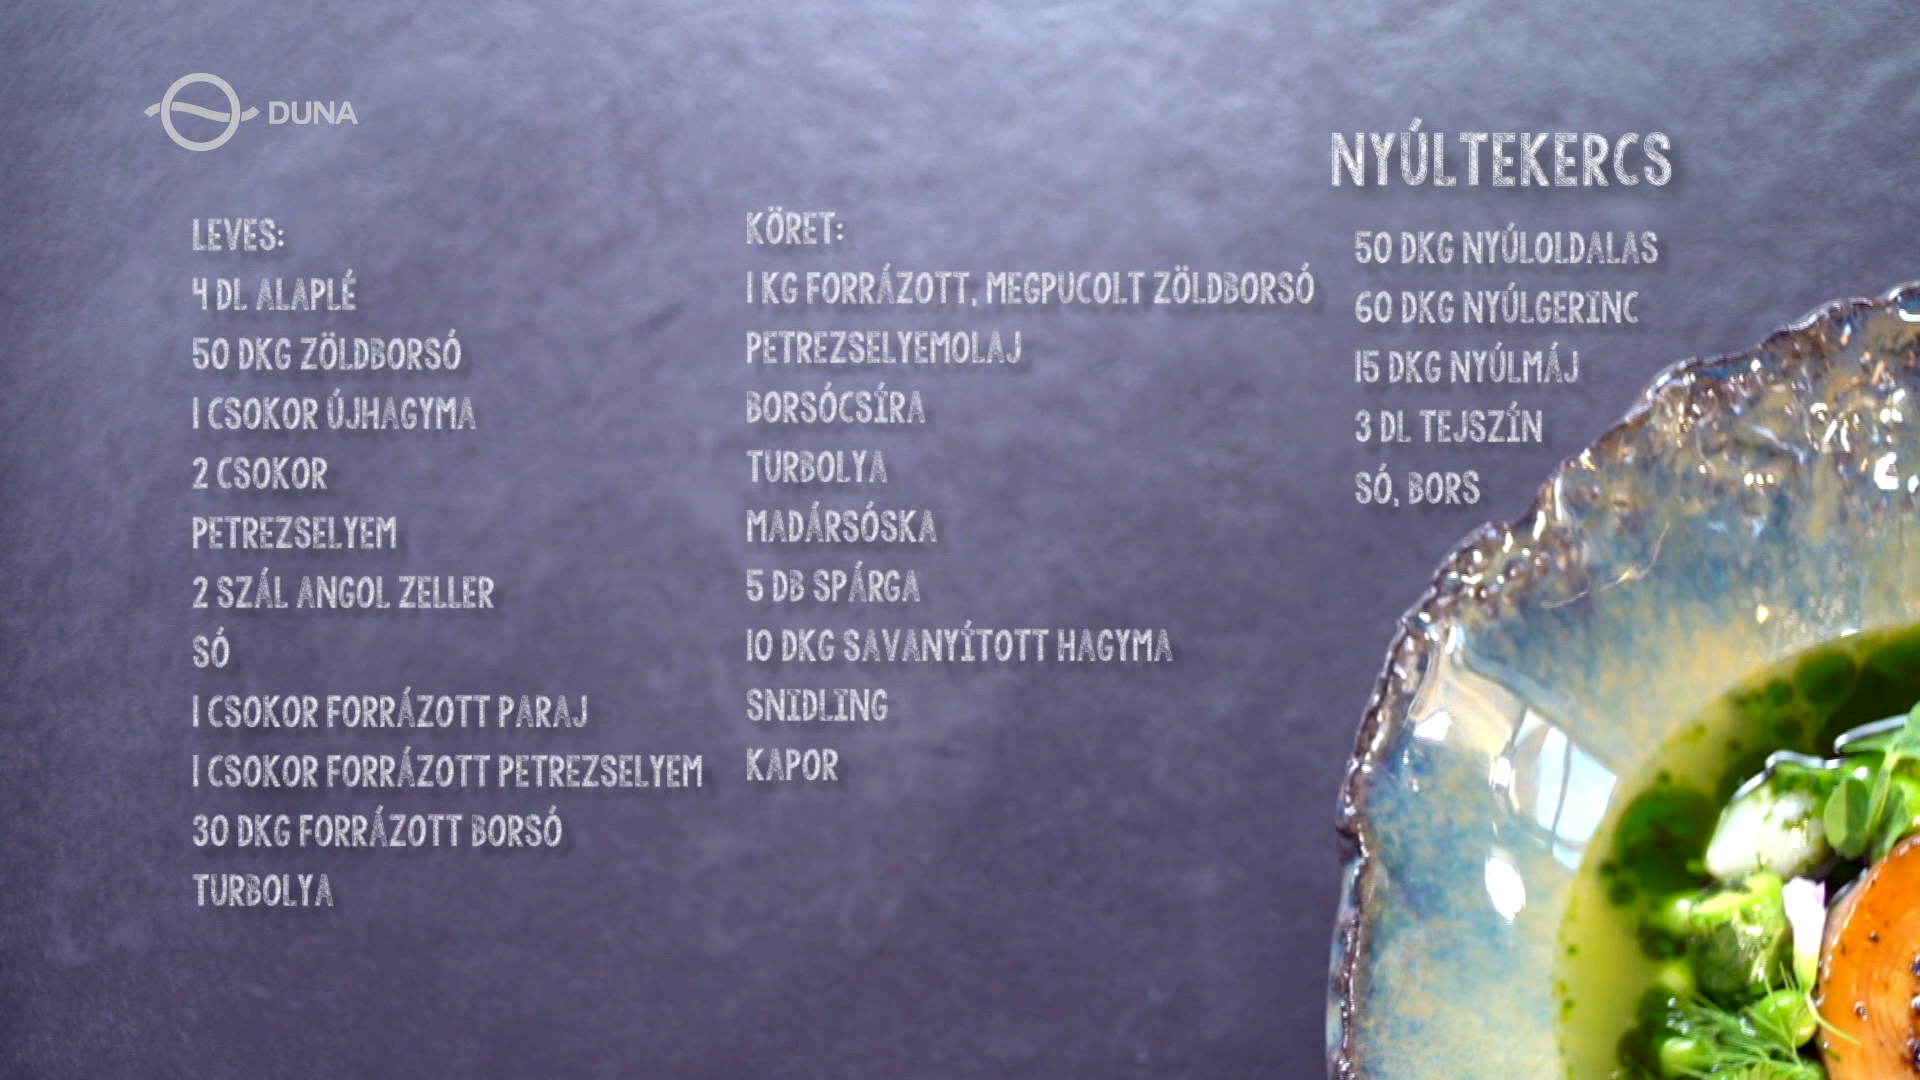 DUNA
LEVES:
4 DL ALAPLÉ
50 DKG ZÖLDBORSÓ
1 CSOKOR ÚJHAGYMA
2 CSOKOR
PETREZSELYEM
2 SZÁL ANGOL ZELLER
SÓ
1 CSOKOR FORRÁZOTT PARAJ
1 CSOKOR FORRÁZOTT PETREZSELYEM
30 DKG FORRÁZOTT BORSÓ
TURBOLYA
KÖRET:
1 KG FORRÁZOTT, MEGPUCOLT ZÖLDBORSÓ
PETREZSELYEMOLAJ
BORSÓCSÍRA
TURBOLYA
MADÁRSÓSKA
5 DB SPÁRGA
10 DKG SAVANYÍTOTT HAGYMA
SNIDLING
KAPOR
NYÚLTEKERCS
50 DKG NYÚLOLDALAS
60 DKG NYÚLGERINC
15 DKG NYÚLMÁJ
3 DL TEJSZÍN
SÓ, BORS